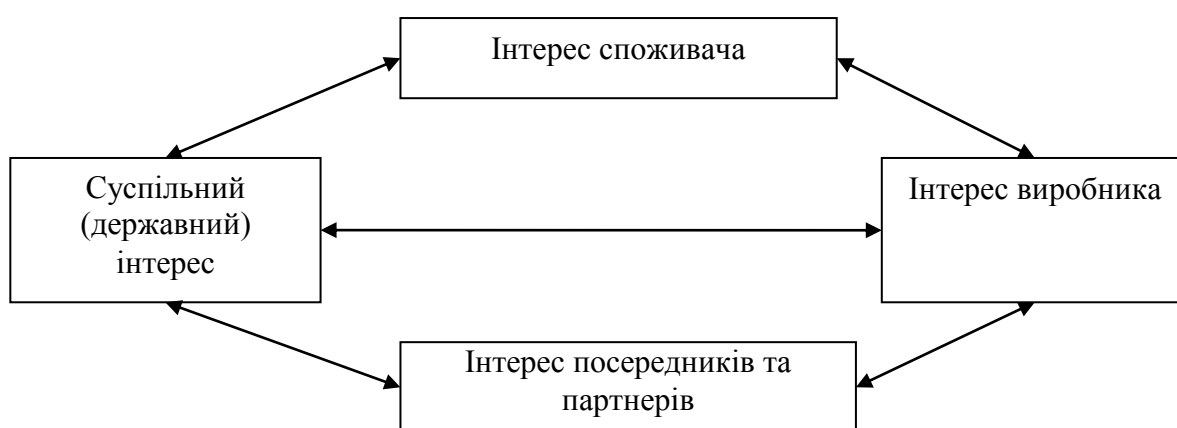 Інтерес споживача
Суспільний
(державний)
інтерес
Інтерес виробника
Інтерес посередників та
партнерів